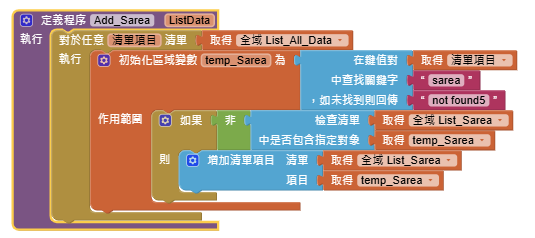 定義程序 Add_Sarea ListData
執行 對於任意 清單項目 清單 取得 全域 List_All_Data
執行 初始化區域變數 temp_Sarea 為 在鍵值對 取得 清單項目
中查找關鍵字 “ sarea ”
，如未找到則回傳 “ not found5 ”
作用範圍 如果 非 檢查清單 取得 全域 List_Sarea
中是否包含指定對象 取得 temp_Sarea
則 增加清單項目 清單 取得 全域 List_Sarea
項目 取得 temp_Sarea